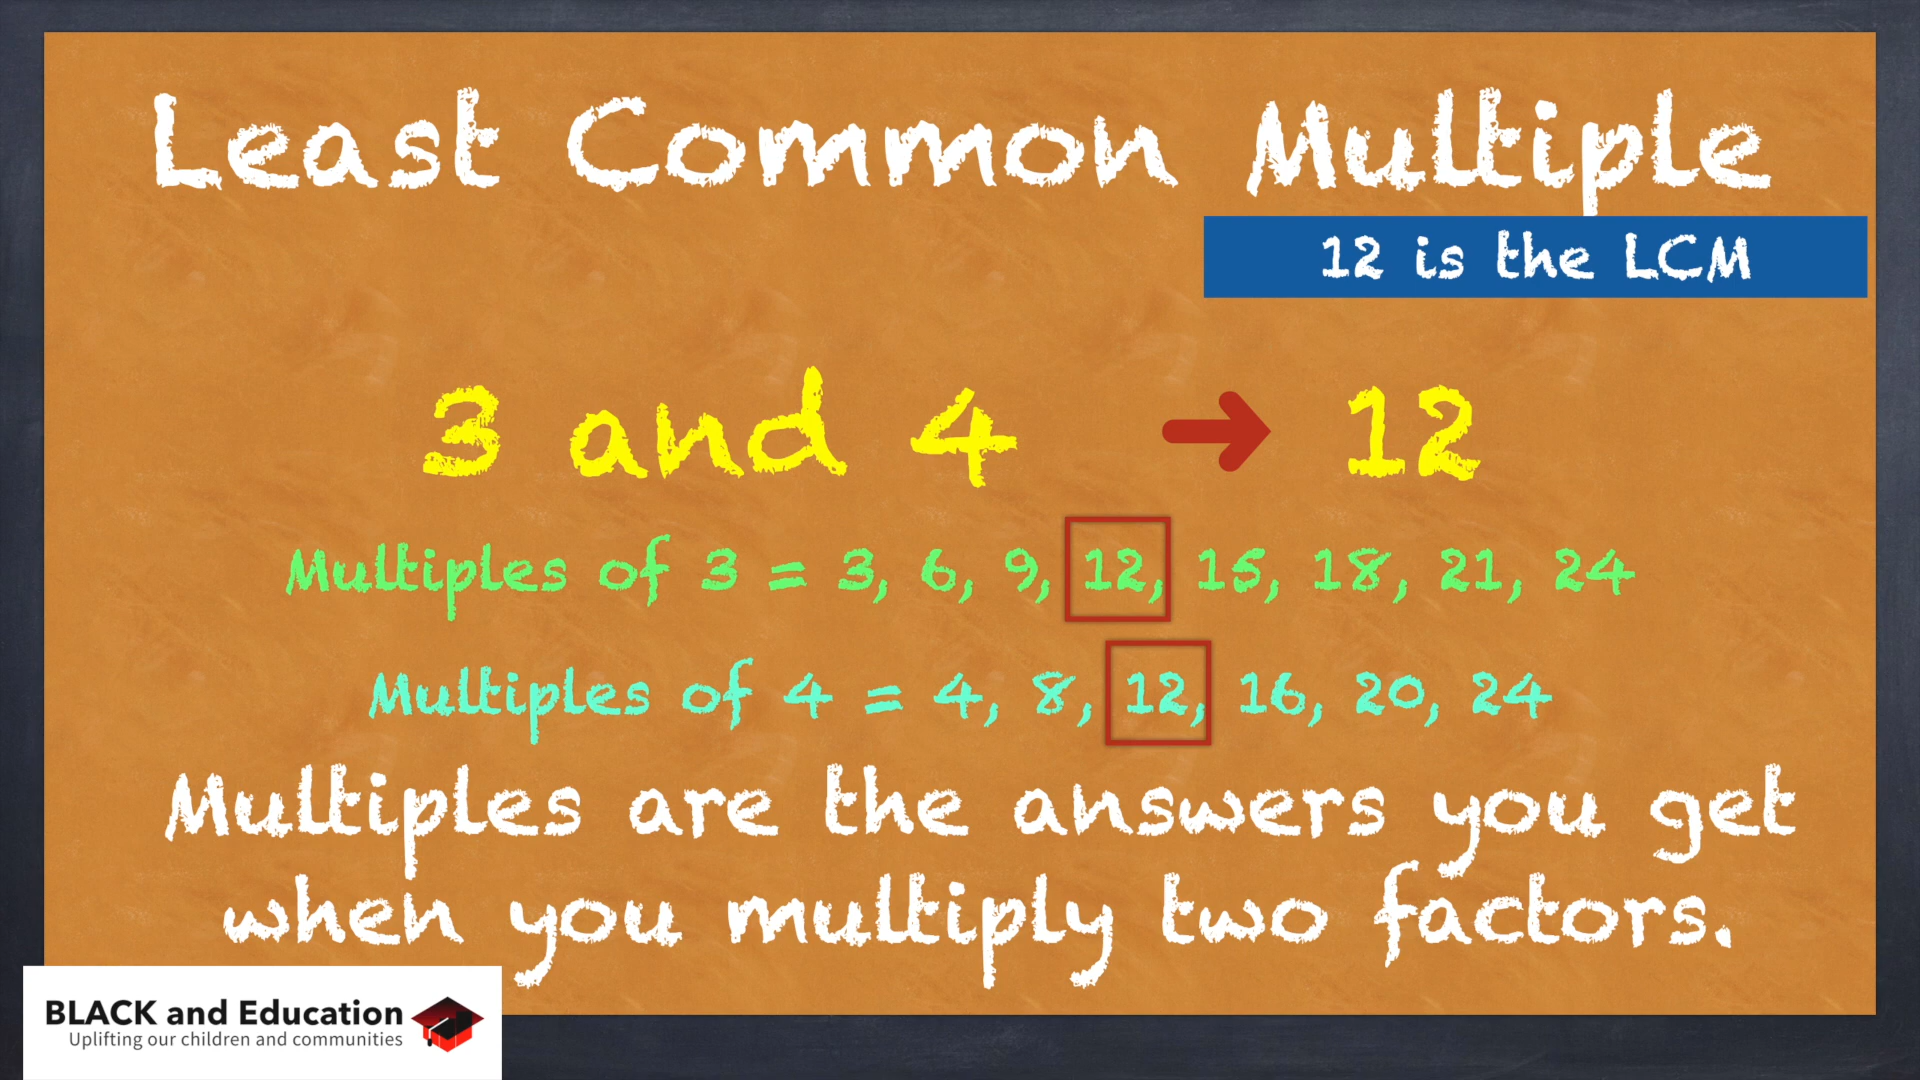 Least Common Multiple
12 is the LCM
3 and 4 → 12
Multiples of 3 = 3, 6, 9, 12, 15, 18, 21, 24
Multiples of 4 = 4, 8, 12, 16, 20, 24
Multiples are the answers you get
when you multiply two factors.
BLACK and Education
Uplifting our children and communities